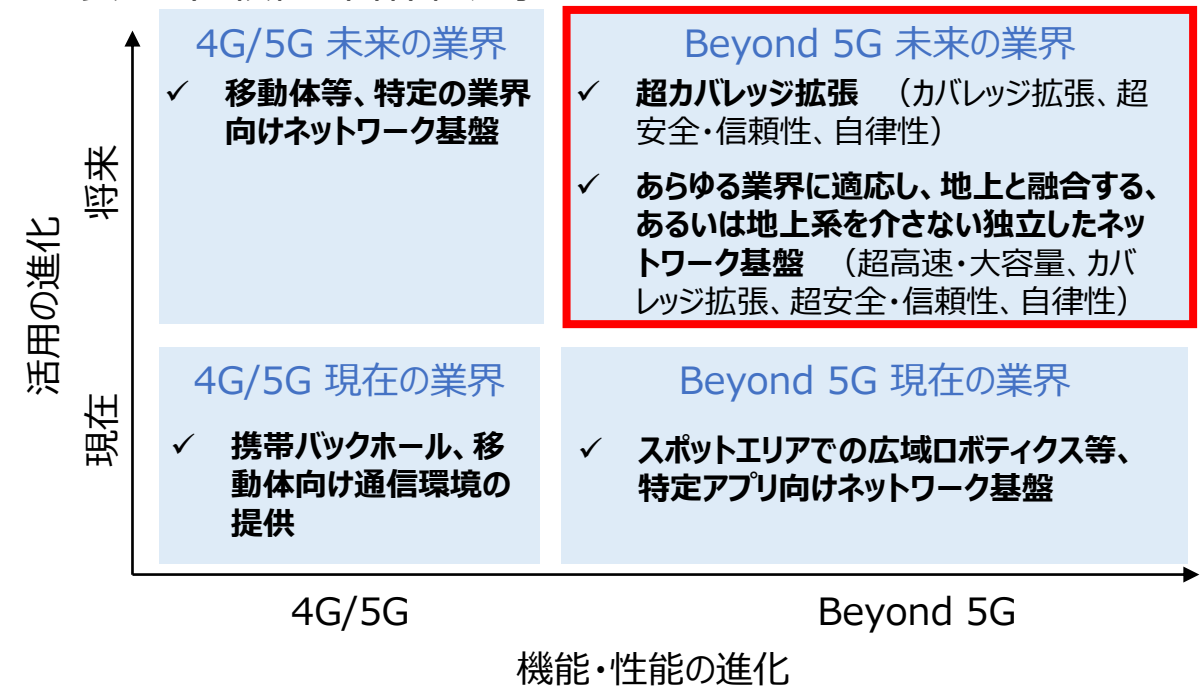 4G/5G 未来の業界
✓ 移動体等、特定の業界
向けネットワーク基盤
Beyond 5G 未来の業界
✓ 超カバレッジ拡張 （カバレッジ拡張、超
安全・信頼性、自律性）
✓ あらゆる業界に適応し、地上と融合する、
あるいは地上系を介さない独立したネッ
トワーク基盤 （超高速・大容量、カバ
レッジ拡張、超安全・信頼性、自律性）
活用の進化
将来
現在
4G/5G 現在の業界
✓ 携帯バックホール、移
動体向け通信環境の
提供
Beyond 5G 現在の業界
✓ スポットエリアでの広域ロボティクス等、
特定アプリ向けネットワーク基盤
4G/5G
Beyond 5G
機能・性能の進化